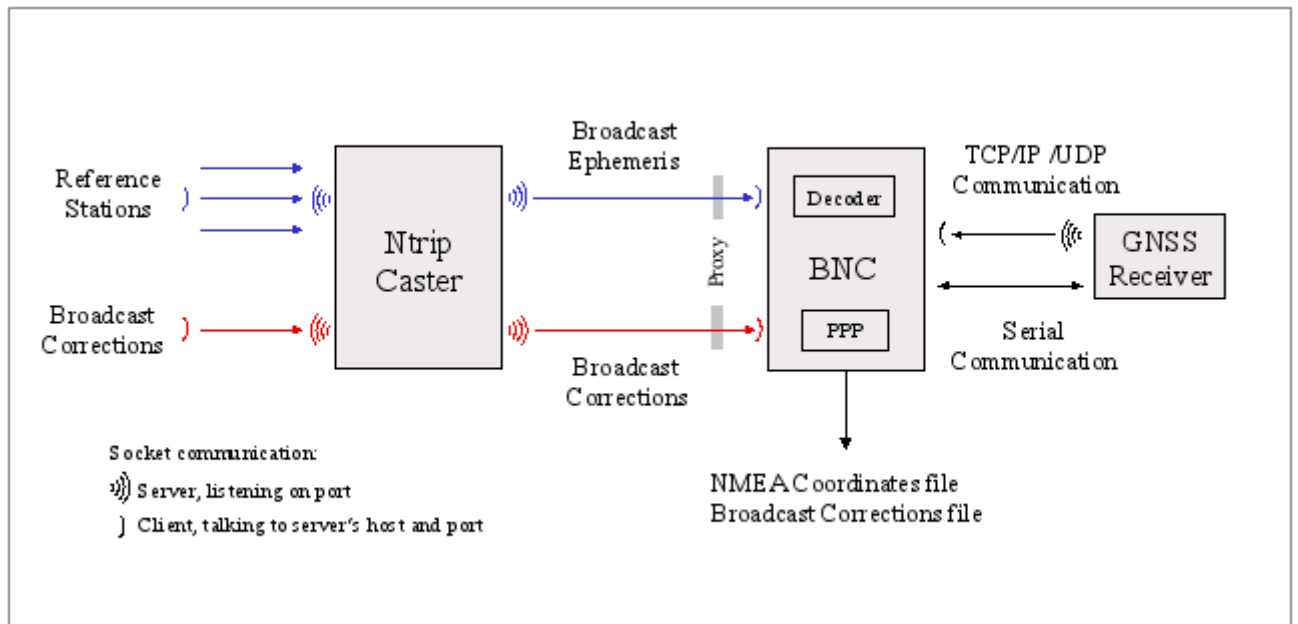 Reference
Stations
Broadcast
Corrections
Ntrip
Caster
Broadcast
Ephemeris
Broadcast
Corrections
Proxy
Decoder
BNC
PPP
TCP/IP /UDP
Communication
GNSS
Receiver
Serial
Communication
NMEA Coordinates file
Broadcast Corrections file
Socket communication:
Server, listening on port
Client, talking to server's host and port